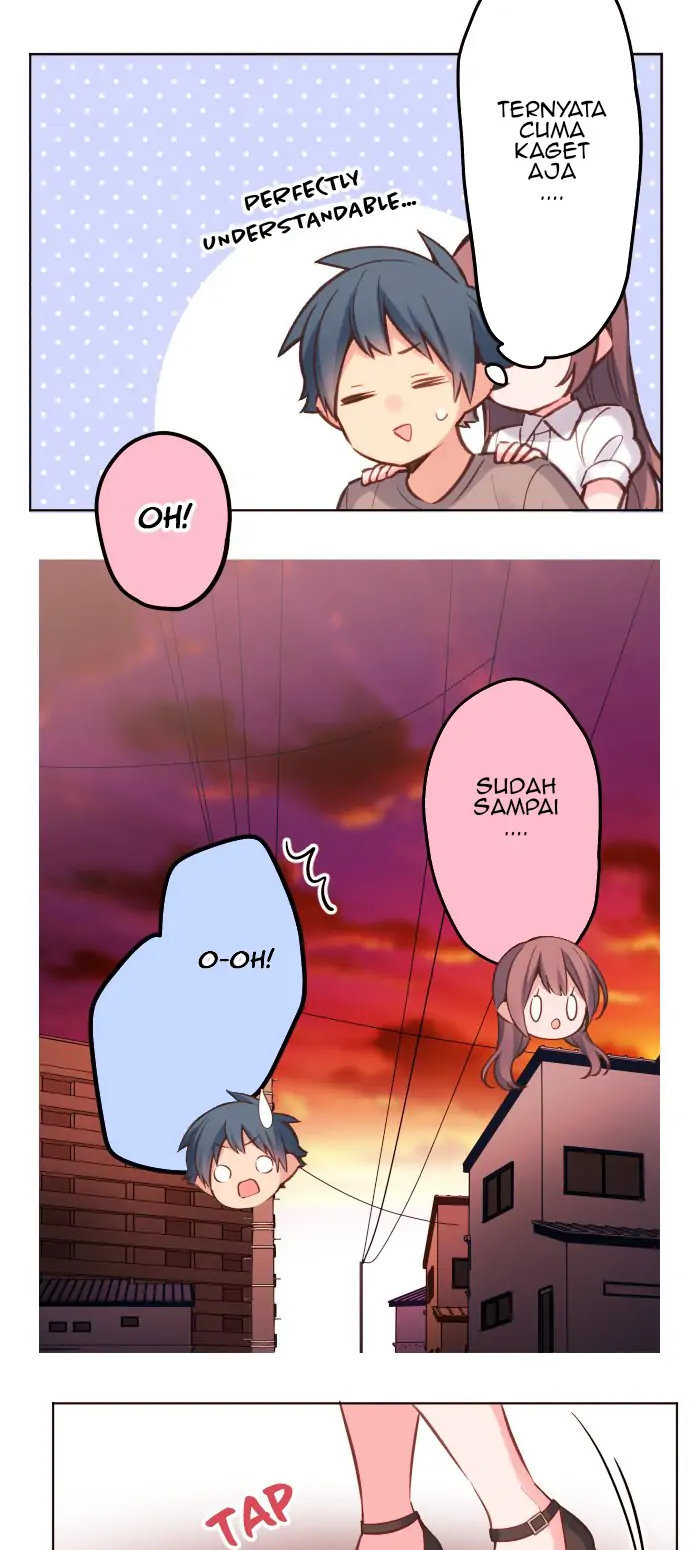 TERNYATA
CUMA
KAGET
AJA
....
PERFECTLY
UNDERSTANDABLE...
OH!
SUDAH
SAMPAI
....
O-OH!
TAP